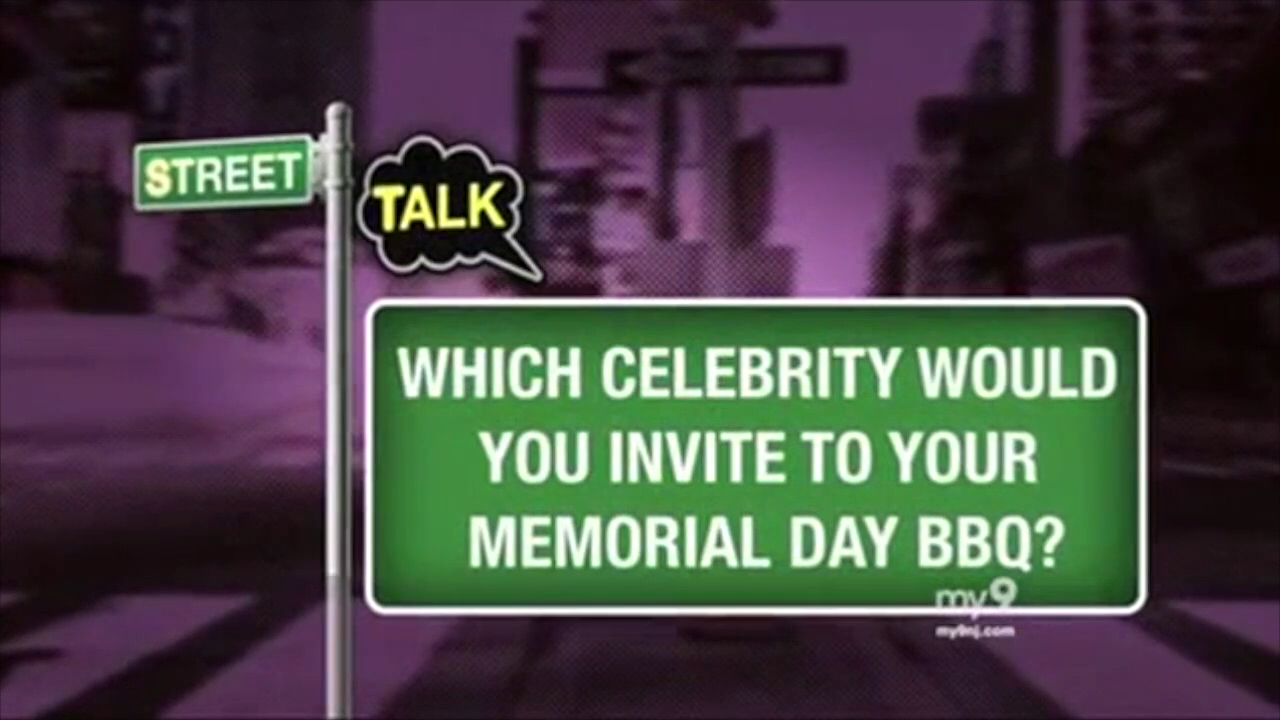 STREET
TALK
WHICH CELEBRITY WOULD
YOU INVITE TO YOUR
MEMORIAL DAY BBQ?
my9
my9nj.com